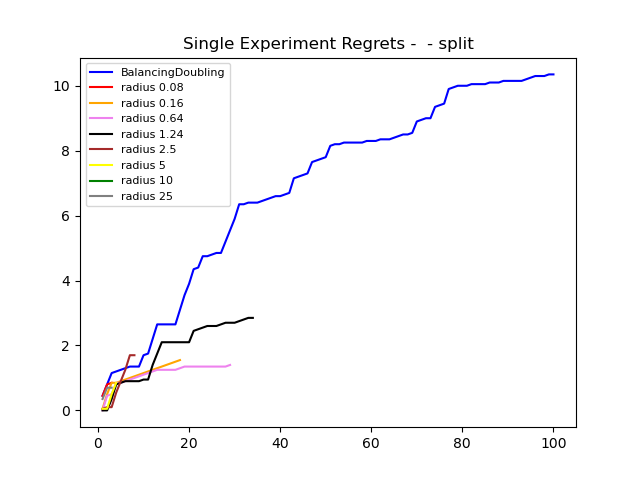 Single Experiment Regrets -  - split
10
8
6
4
2
0
BalancingDoubling
radius 0.08
radius 0.16
radius 0.64
radius 1.24
radius 2.5
radius 5
radius 10
radius 25
0 20 40 60 80 100